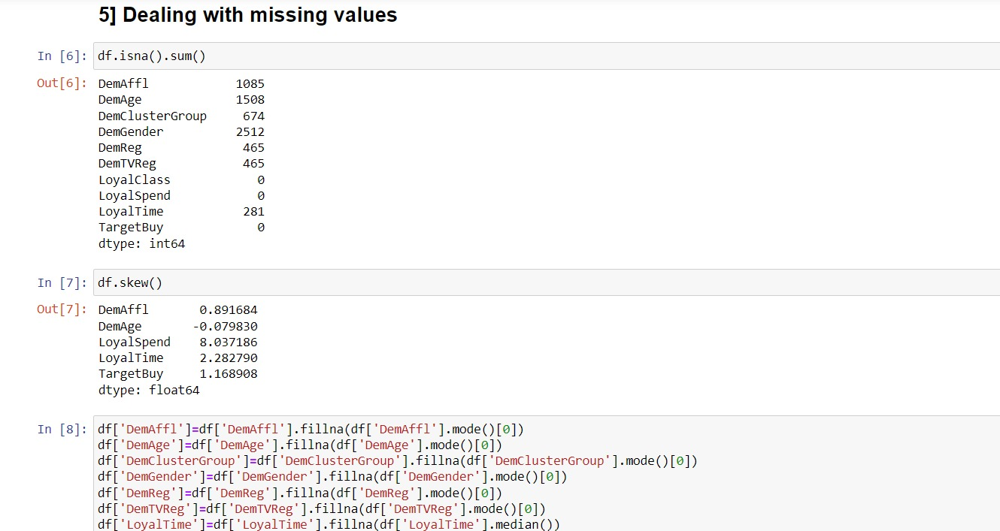 5] Dealing with missing values
In [6]: df.isna().sum()
Out[6]: DemAffl 1085
DemAge 1508
DemClusterGroup 674
DemGender 2512
DemReg 465
DemTVReg 465
LoyalClass 0
LoyalSpend 0
LoyalTime 281
TargetBuy 0
dtype: int64
In [7]: df.skew()
Out[7]: DemAffl 0.891684
DemAge -0.079830
LoyalSpend 8.037186
LoyalTime 2.282790
TargetBuy 1.168908
dtype: float64
In [8]: df['DemAffl']=df['DemAffl'].fillna(df['DemAffl'].mode()[0])
df['DemAge']=df['DemAge'].fillna(df['DemAge'].mode()[0])
df['DemClusterGroup']=df['DemClusterGroup'].fillna(df['DemClusterGroup'].mode()[0])
df['DemGender']=df['DemGender'].fillna(df['DemGender'].mode()[0])
df['DemReg']=df['DemReg'].fillna(df['DemReg'].mode()[0])
df['DemTVReg']=df['DemTVReg'].fillna(df['DemTVReg'].mode()[0])
df['LoyalTime']=df['LoyalTime'].fillna(df['LoyalTime'].median())